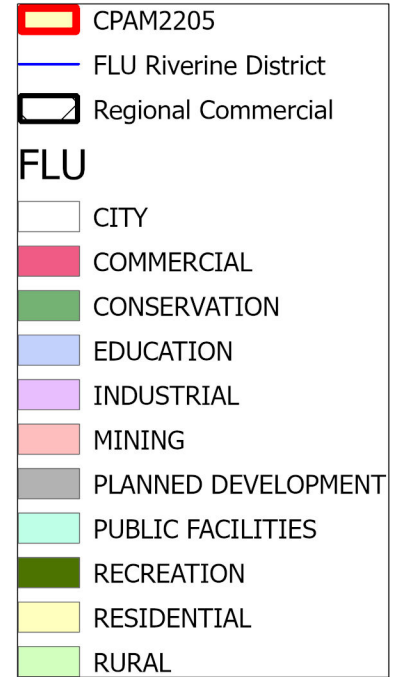 CPAM2205
FLU Riverine District
Regional Commercial
FLU
CITY
COMMERCIAL
CONSERVATION
EDUCATION
INDUSTRIAL
MINING
PLANNED DEVELOPMENT
PUBLIC FACILITIES
RECREATION
RESIDENTIAL
RURAL